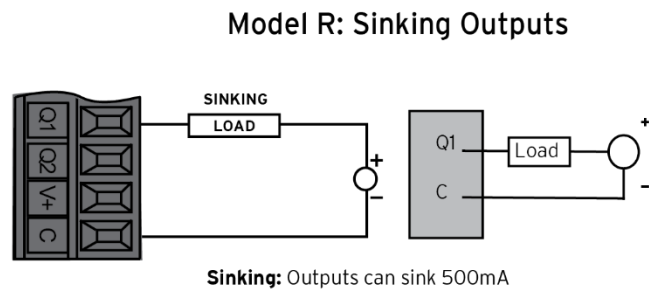 Model R: Sinking Outputs
SINKING
LOAD
+
-
Q1
Q2
V+
C
Q1
Load
+
C
-
Sinking: Outputs can sink 500mA